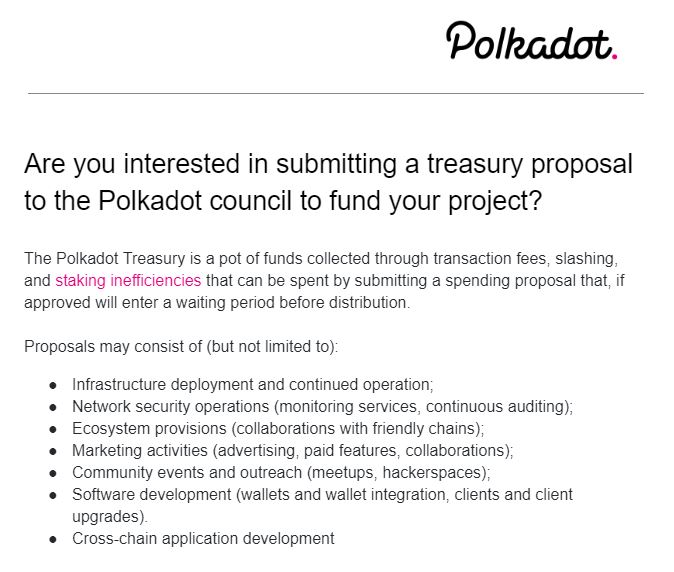 Polkadot.
Are you interested in submitting a treasury proposal
to the Polkadot council to fund your project?
The Polkadot Treasury is a pot of funds collected through transaction fees, slashing,
and staking inefficiencies that can be spent by submitting a spending proposal that, if
approved will enter a waiting period before distribution.
Proposals may consist of (but not limited to):
● Infrastructure deployment and continued operation;
● Network security operations (monitoring services, continuous auditing);
● Ecosystem provisions (collaborations with friendly chains);
● Marketing activities (advertising, paid features, collaborations);
● Community events and outreach (meetups, hackerspaces);
● Software development (wallets and wallet integration, clients and client
upgrades).
● Cross-chain application development